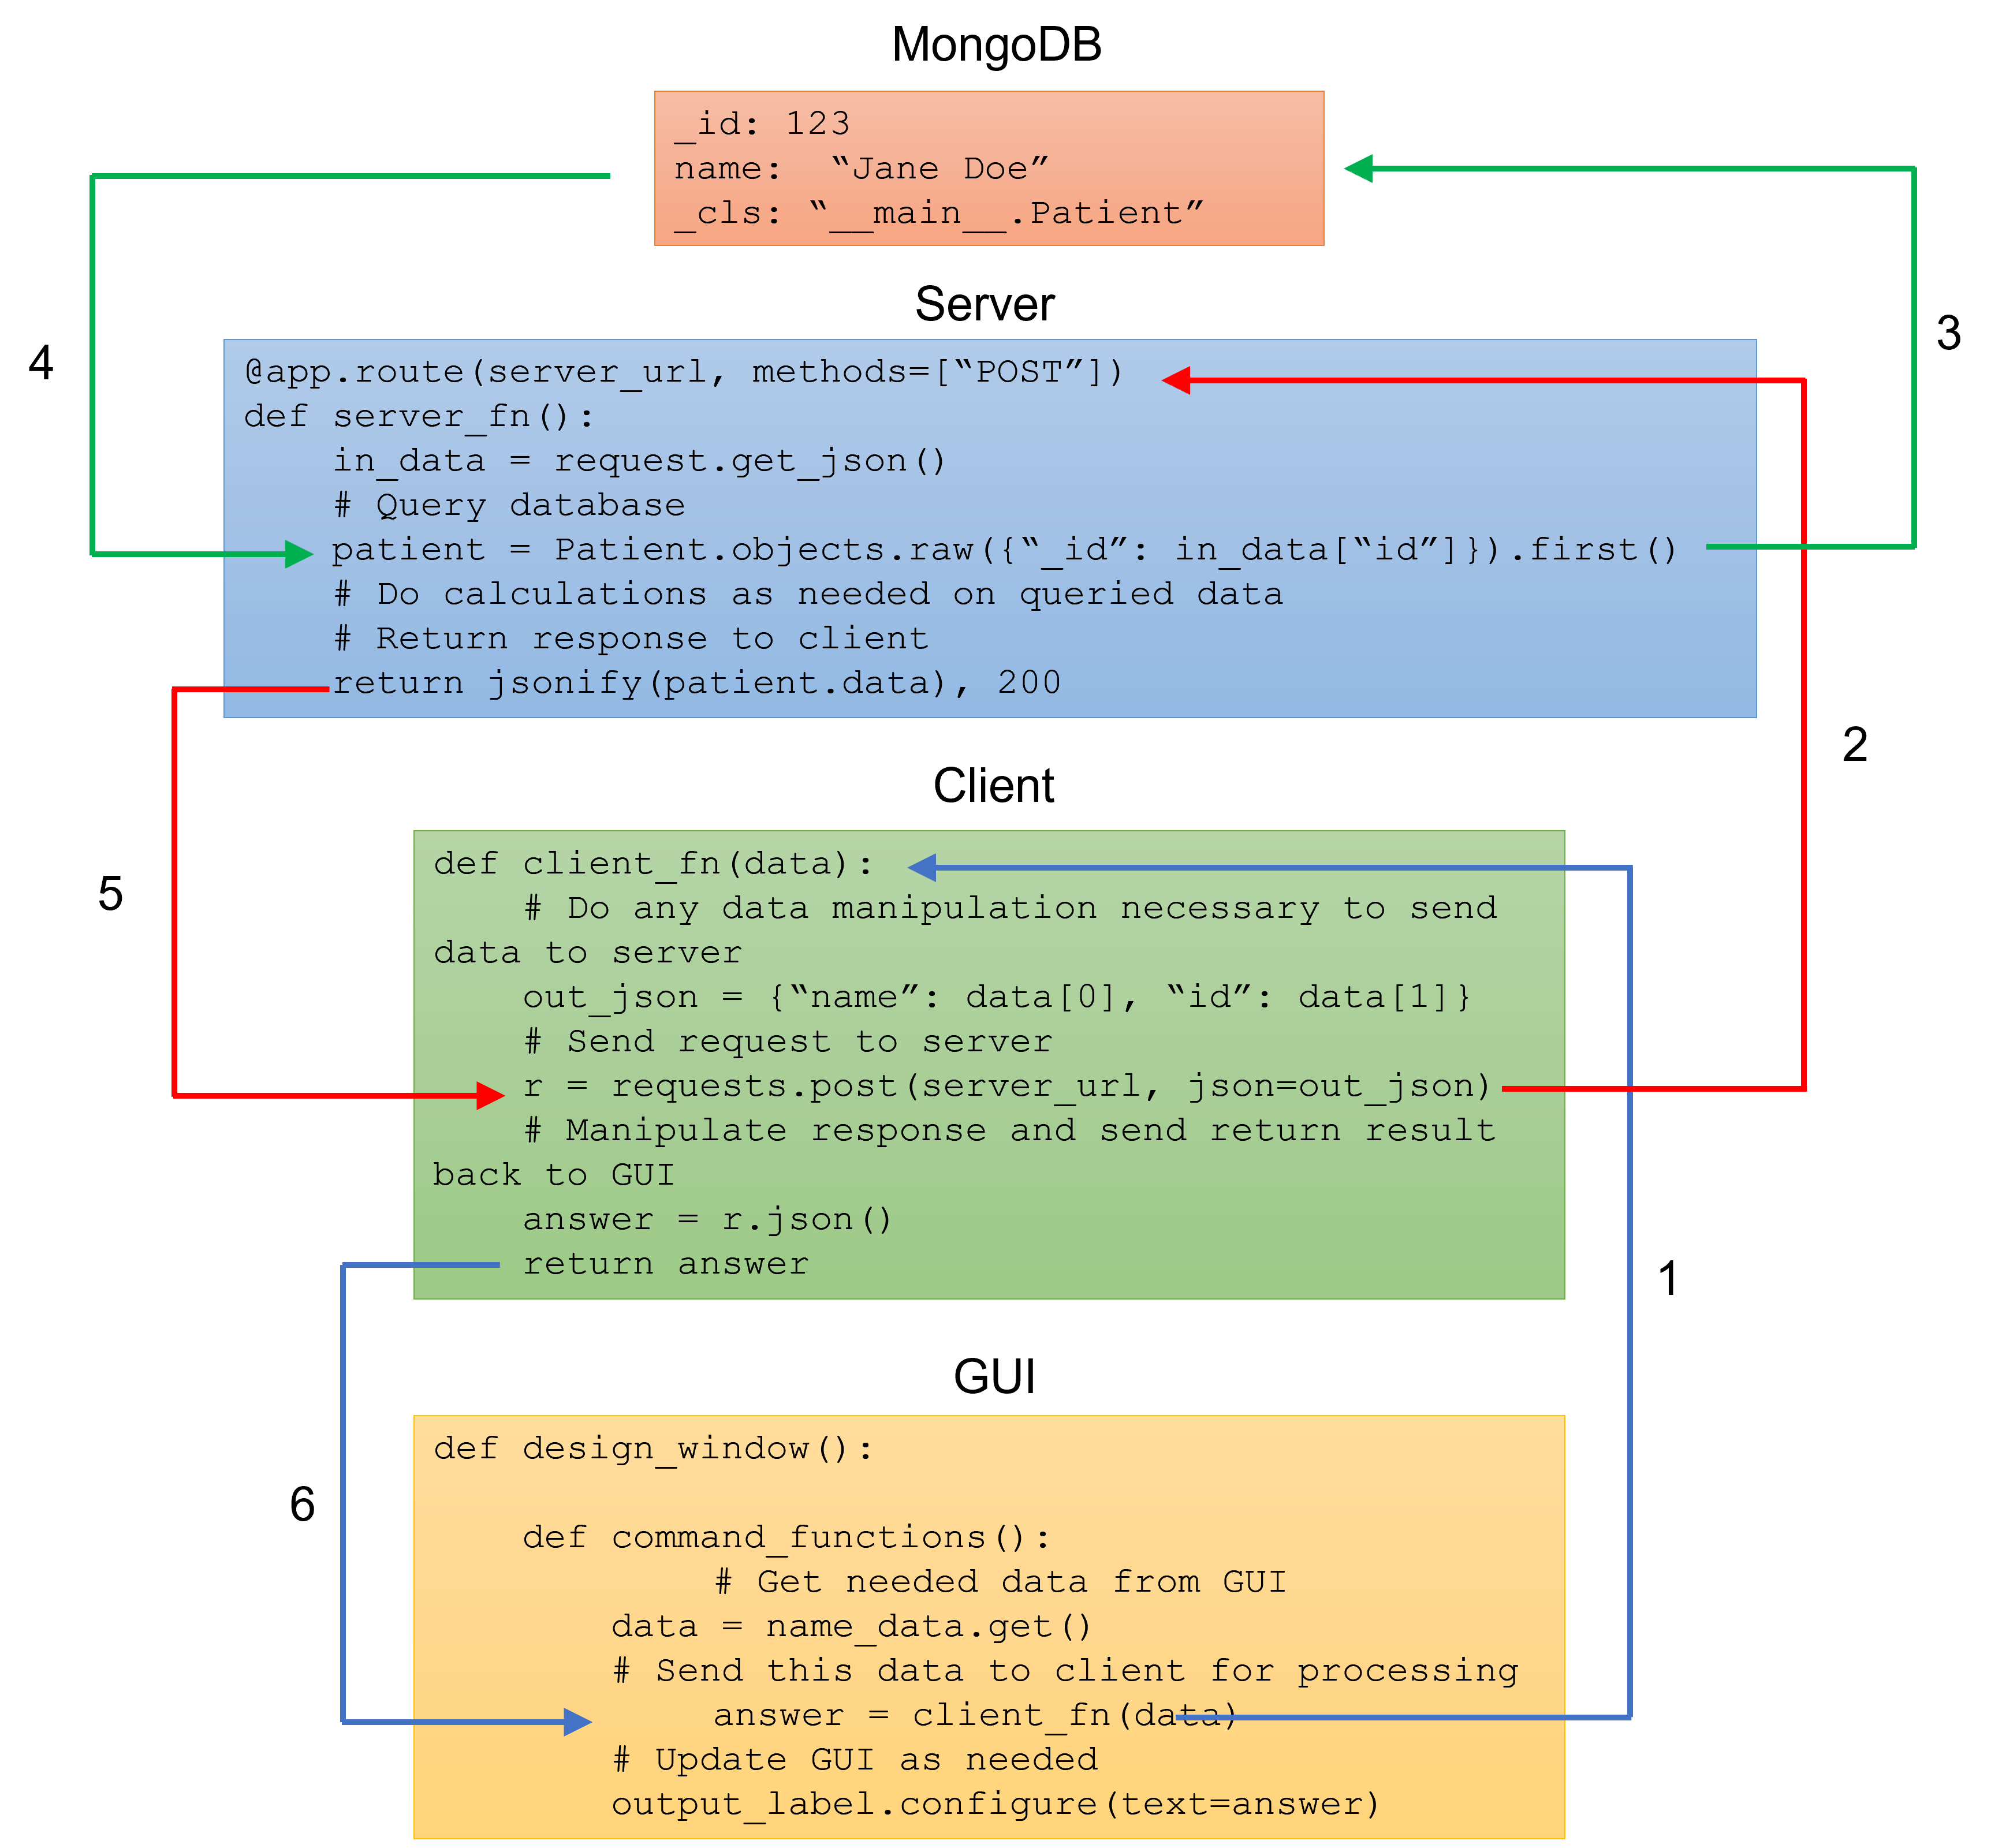 MongoDB
_id: 123
name:  “Jane Doe”
_cls: “__main__.Patient”
Server
4
3
@app.route(server_url, methods=[“POST”])
def server_fn():
    in_data = request.get_json()
    # Query database
    patient = Patient.objects.raw({“_id”: in_data[“id”]}).first()
    # Do calculations as needed on queried data
    # Return response to client
    return jsonify(patient.data), 200
2
Client
5
def client_fn(data):
    # Do any data manipulation necessary to send
data to server
    out_json = {“name”: data[0], “id”: data[1]}
    # Send request to server
    r = requests.post(server_url, json=out_json)
    # Manipulate response and send return result
back to GUI
    answer = r.json()
    return answer
1
GUI
6
def design_window():
    def command_functions():
        # Get needed data from GUI
        data = name_data.get()
        # Send this data to client for processing
        answer = client_fn(data)
        # Update GUI as needed
        output_label.configure(text=answer)